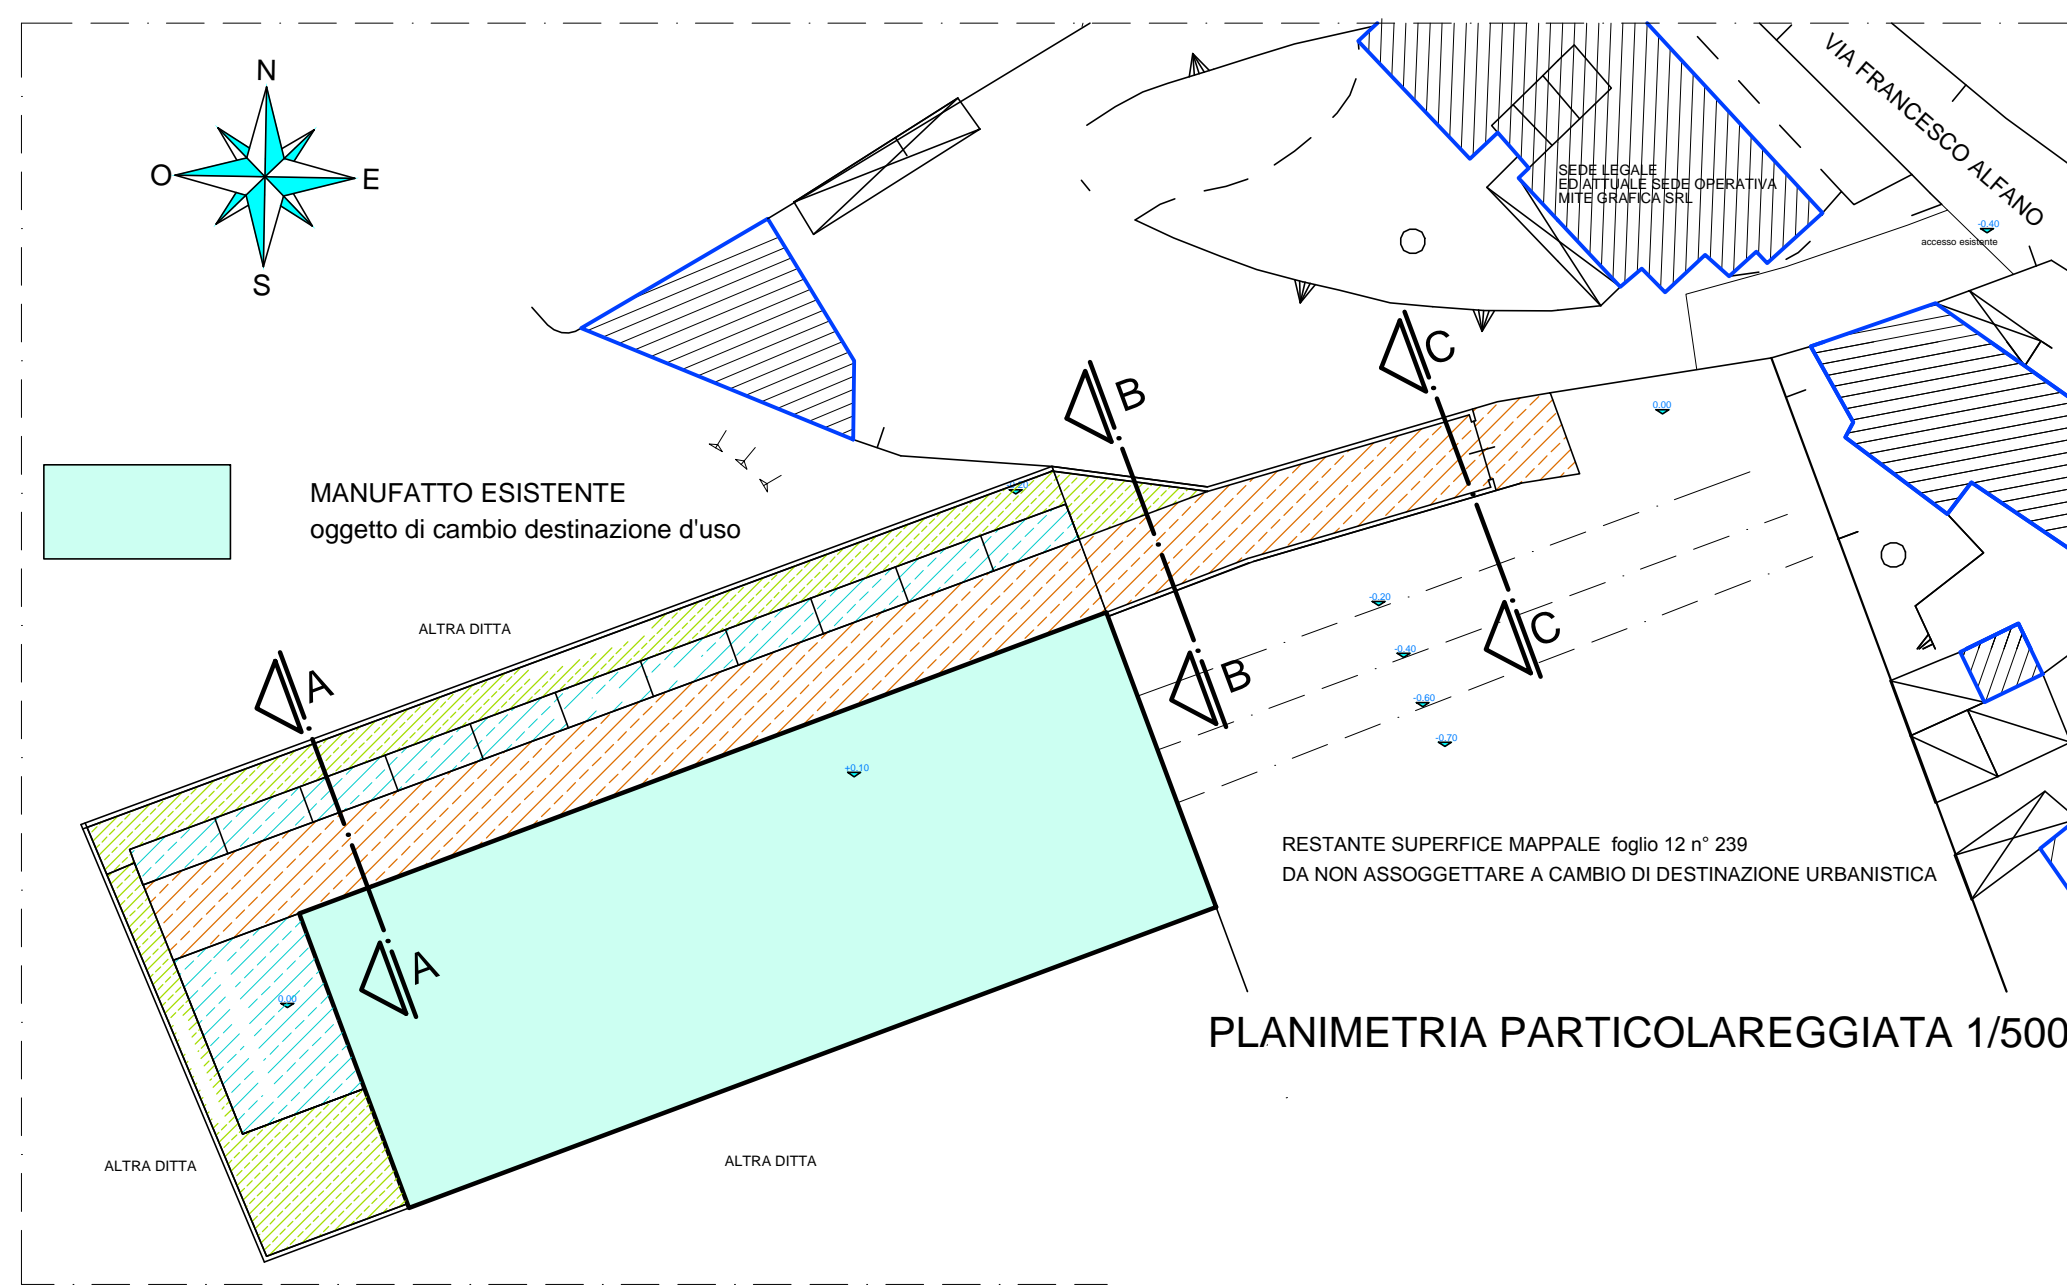 N
O
E
S
VIA FRANCESCO ALFANO
SEDE LEGALE
ED ATTUALE SEDE OPERATIVA
MITE GRAFICA SRL
-0.40
accesso esistente
C
B
0.00
MANUFATTO ESISTENTE
oggetto di cambio destinazione d'uso
-0.20
ALTRA DITTA
-0.20
C
-0.40
A
B
-0.60
-0.70
+0.10
RESTANTE SUPERFICE MAPPALE foglio 12 n° 239
DA NON ASSOGGETTARE A CAMBIO DI DESTINAZIONE URBANISTICA
A
0.00
PLANIMETRIA PARTICOLAREGGIATA 1/500
ALTRA DITTA
ALTRA DITTA